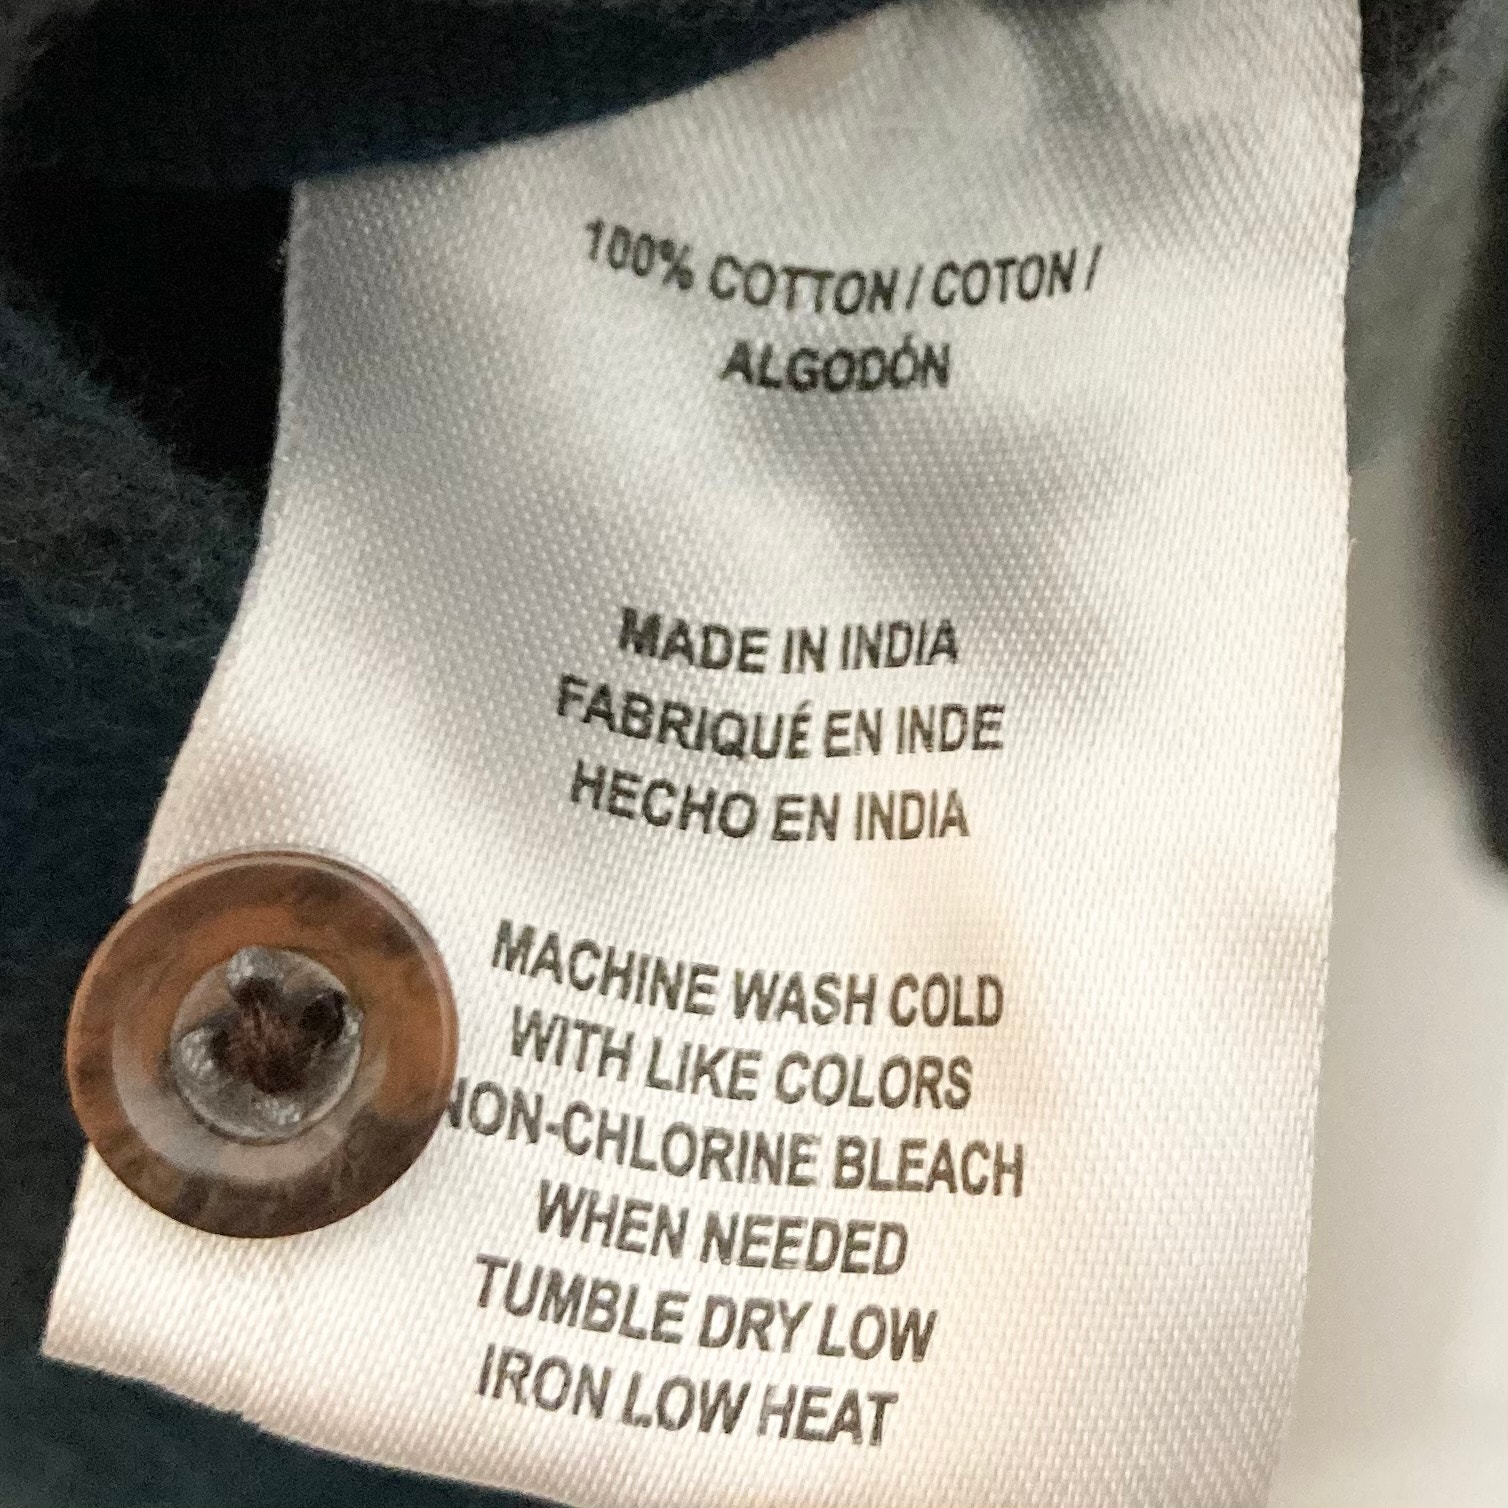 100% COTTON / COTON /
ALGODÓN
MADE IN INDIA
FABRIQUÉ EN INDE
HECHO EN INDIA
MACHINE WASH COLD
WITH LIKE COLORS
NON-CHLORINE BLEACH
WHEN NEEDED
TUMBLE DRY LOW
IRON LOW HEAT